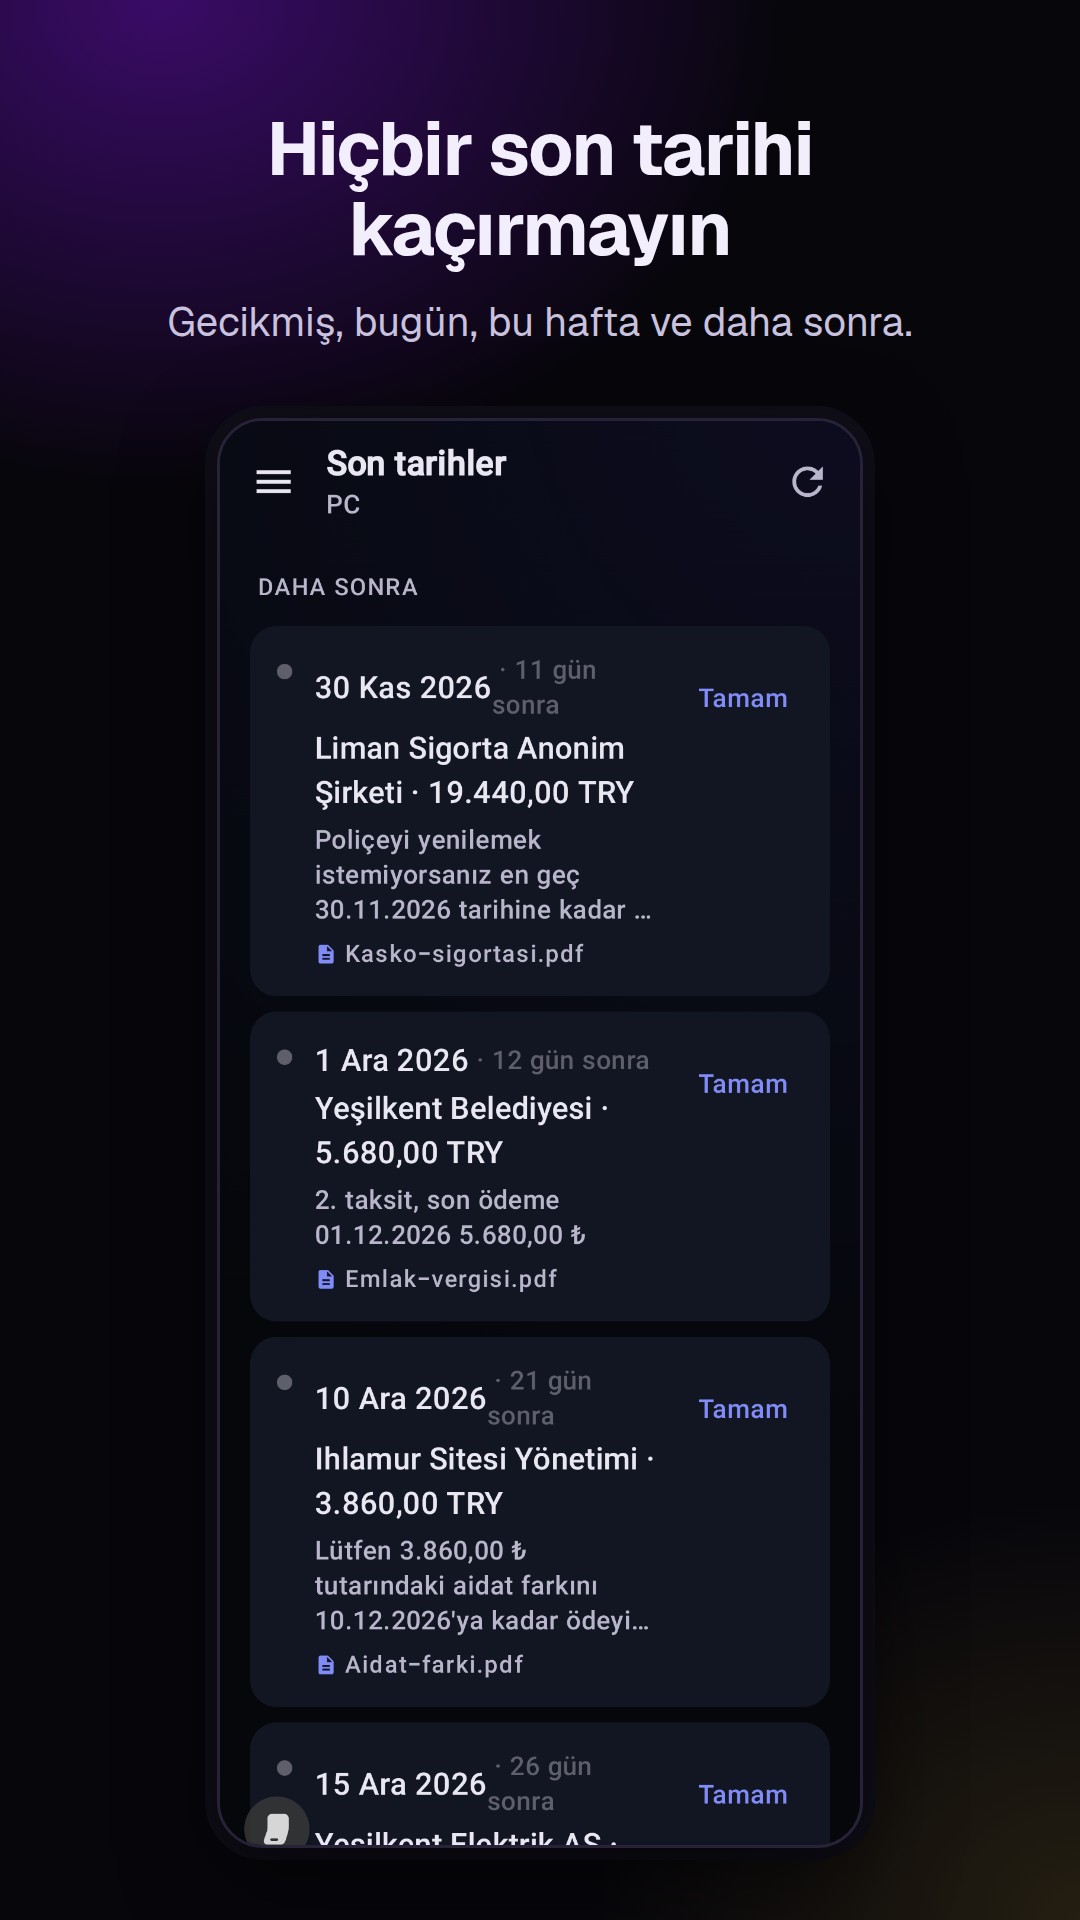 Hiçbir son tarihi
kaçırmayın
Gecikmiş, bugün, bu hafta ve daha sonra.
Son tarihler
PC
DAHA SONRA
30 Kas 2026 · 11 gün
sonra
Tamam
Liman Sigorta Anonim
Şirketi · 19.440,00 TRY
Poliçeyi yenilemek
istemiyorsanız en geç
30.11.2026 tarihine kadar …
Kasko-sigortasi.pdf
1 Ara 2026 · 12 gün sonra
Tamam
Yeşilkent Belediyesi ·
5.680,00 TRY
2. taksit, son ödeme
01.12.2026 5.680,00 ₺
Emlak-vergisi.pdf
10 Ara 2026 · 21 gün
sonra
Tamam
Ihlamur Sitesi Yönetimi ·
3.860,00 TRY
Lütfen 3.860,00 ₺
tutarındaki aidat farkını
10.12.2026'ya kadar ödeyi…
Aidat-farki.pdf
15 Ara 2026 · 26 gün
sonra
Tamam
Yeşilkent Elektrik AŞ ·